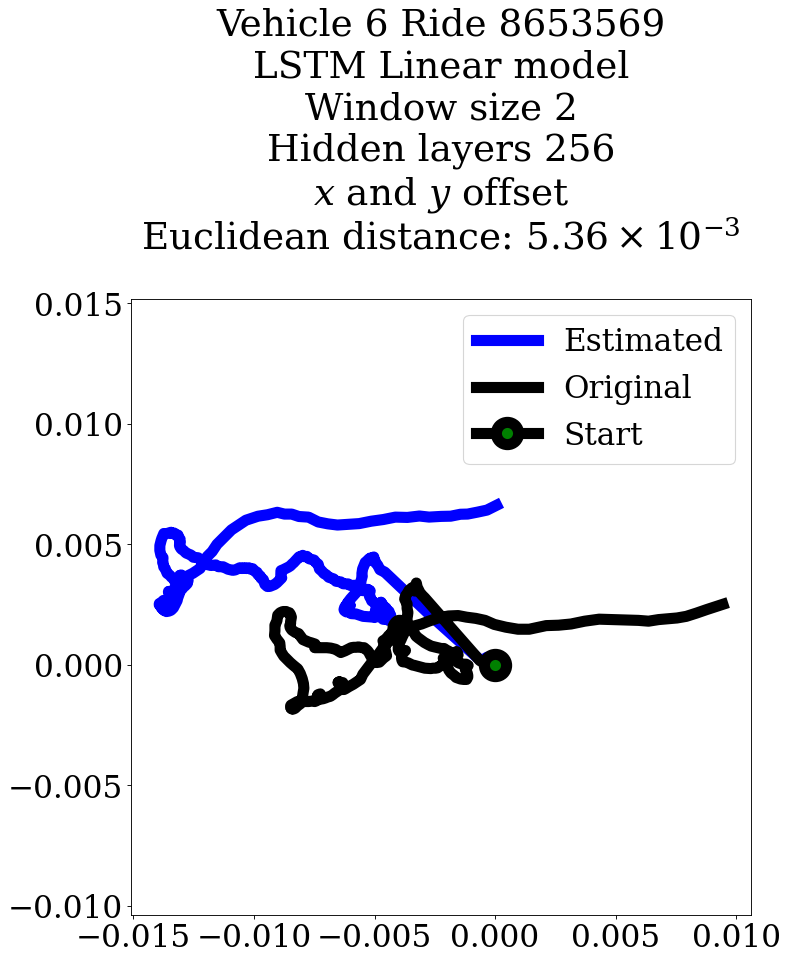 Vehicle 6 Ride 8653569
LSTM Linear model
Window size 2
Hidden layers 256
x and y offset
Euclidean distance: 5.36 × 10⁻³
0.015
0.010
0.005
0.000
−0.005
−0.010
Estimated
Original
Start
−0.015 −0.010 −0.005 0.000 0.005 0.010